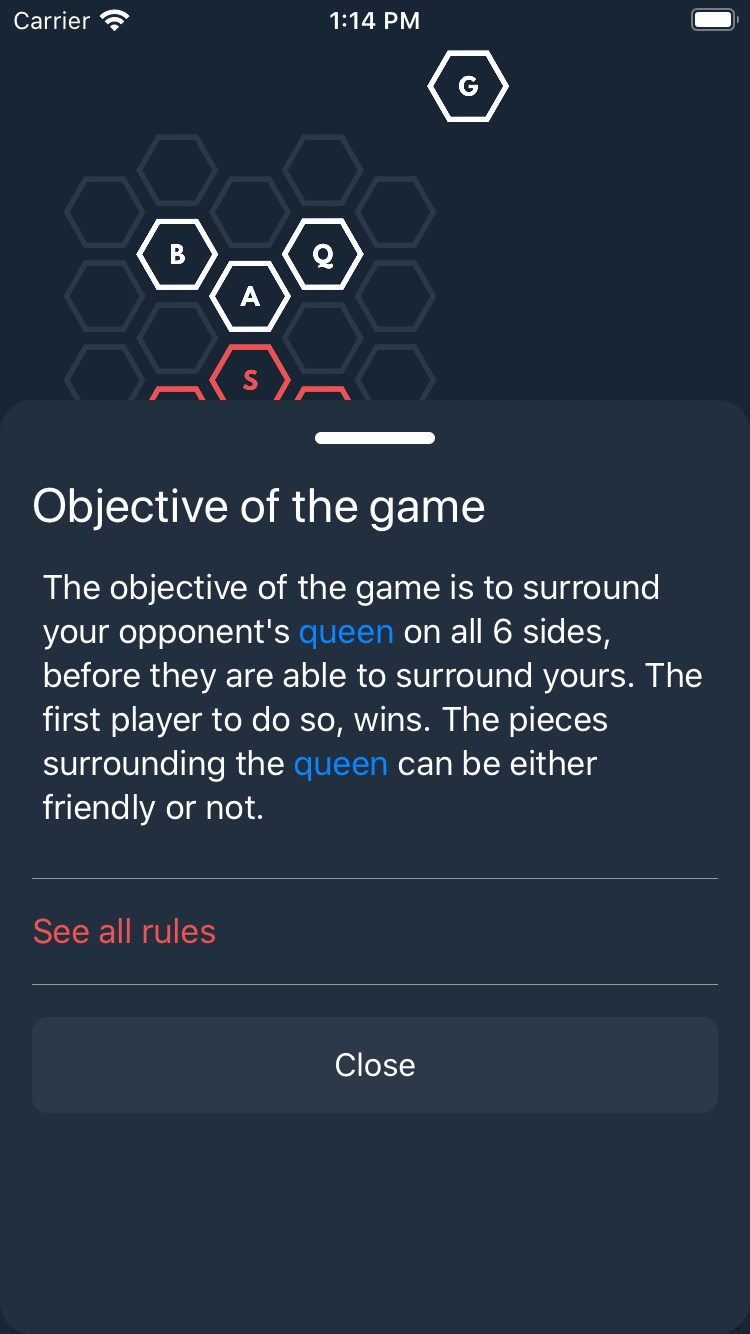 Carrier 1:14 PM
G
B Q
A
S
Objective of the game
The objective of the game is to surround
your opponent's queen on all 6 sides,
before they are able to surround yours. The
first player to do so, wins. The pieces
surrounding the queen can be either
friendly or not.
See all rules
Close